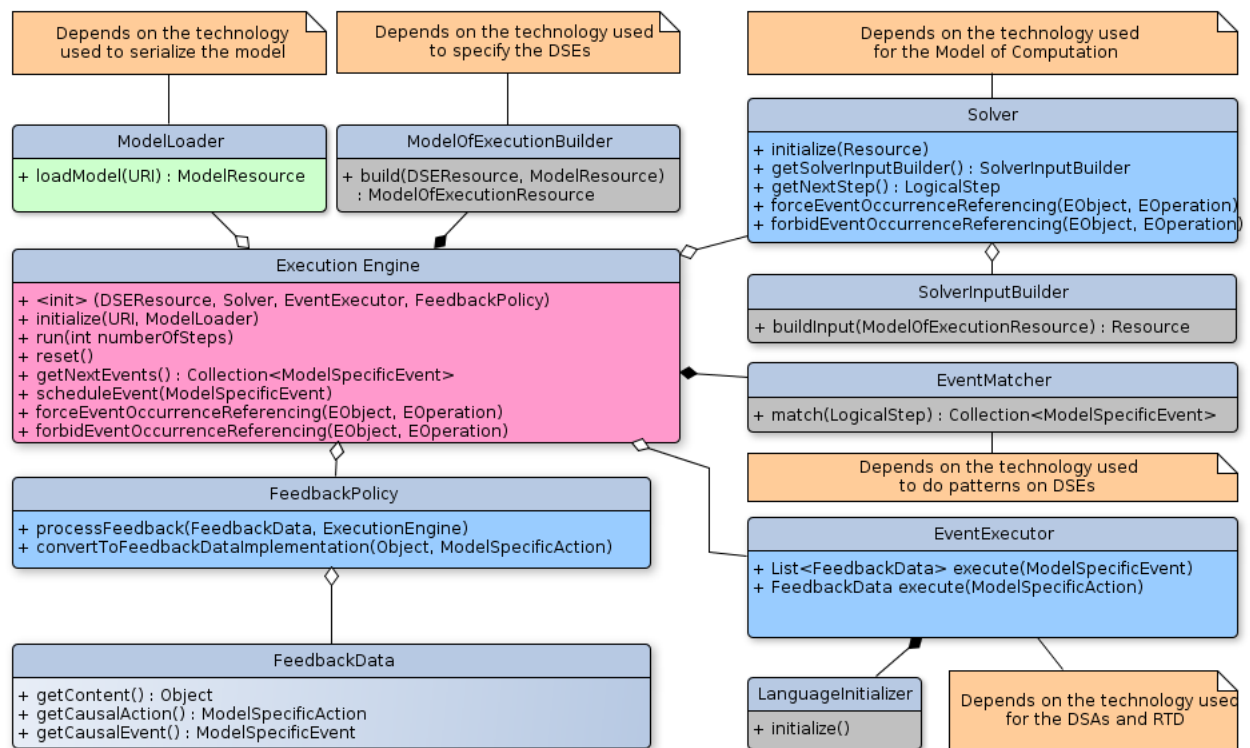 Depends on the technology
used to serialize the model
Depends on the technology used
to specify the DSEs
Depends on the technology used
for the Model of Computation
ModelLoader
+ loadModel(URI) : ModelResource
ModelOfExecutionBuilder
+ build(DSEResource, ModelResource)
: ModelOfExecutionResource
Solver
+ initialize(Resource)
+ getSolverInputBuilder() : SolverInputBuilder
+ getNextStep() : LogicalStep
+ forceEventOccurrenceReferencing(EObject, EOperation)
+ forbidEventOccurrenceReferencing(EObject, EOperation)
Execution Engine
+ <init> (DSEResource, Solver, EventExecutor, FeedbackPolicy)
+ initialize(URI, ModelLoader)
+ run(int numberOfSteps)
+ reset()
+ getNextEvents() : Collection<ModelSpecificEvent>
+ scheduleEvent(ModelSpecificEvent)
+ forceEventOccurrenceReferencing(EObject, EOperation)
+ forbidEventOccurrenceReferencing(EObject, EOperation)
SolverInputBuilder
+ buildInput(ModelOfExecutionResource) : Resource
EventMatcher
+ match(LogicalStep) : Collection<ModelSpecificEvent>
Depends on the technology used
to do patterns on DSEs
FeedbackPolicy
+ processFeedback(FeedbackData, ExecutionEngine)
+ convertToFeedbackDataImplementation(Object, ModelSpecificAction)
EventExecutor
+ List<FeedbackData> execute(ModelSpecificEvent)
+ FeedbackData execute(ModelSpecificAction)
FeedbackData
+ getContent() : Object
+ getCausalAction() : ModelSpecificAction
+ getCausalEvent() : ModelSpecificEvent
LanguageInitializer
+ initialize()
Depends on the technology used
for the DSAs and RTD